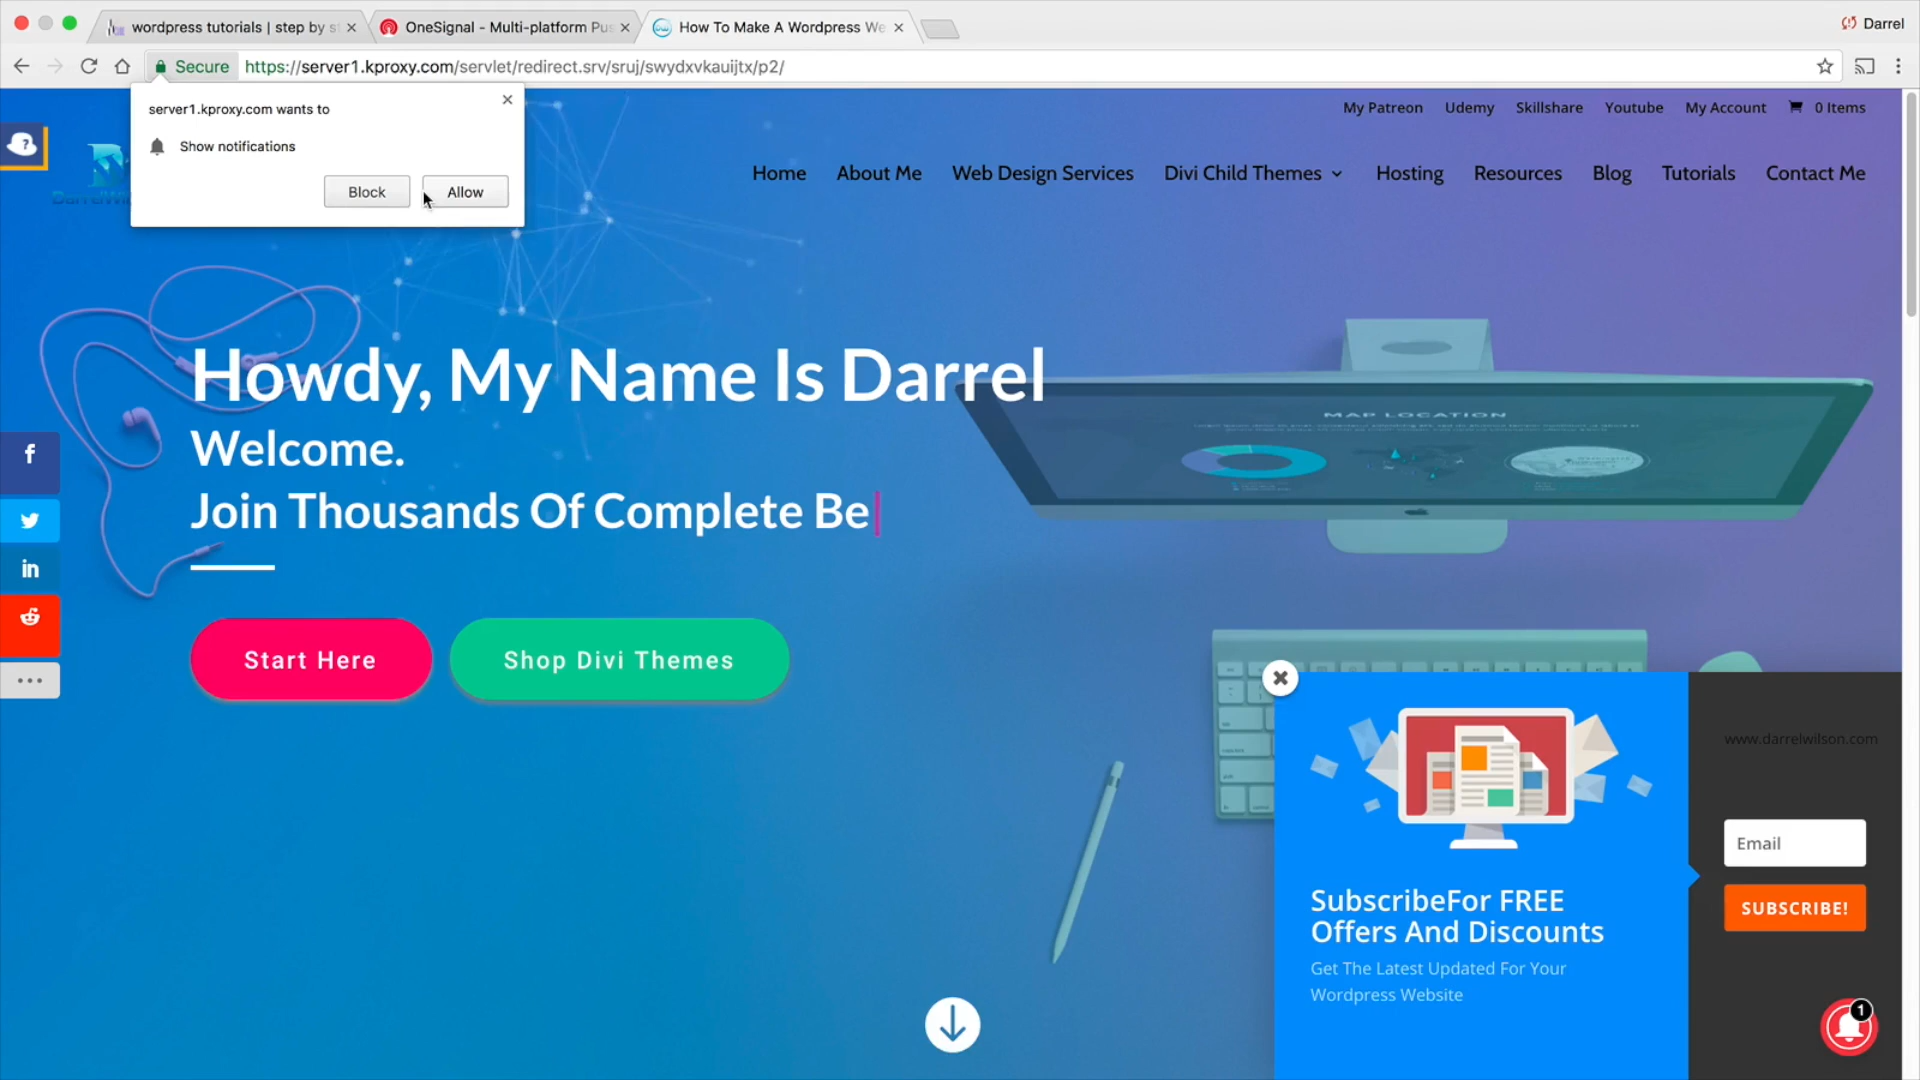 wordpress tutorials | step by s
OneSignal - Multi-platform Pus
How To Make A Wordpress We
Darrel
Secure
https://server1.kproxy.com/servlet/redirect.srv/sruj/swydxvkauijtx/p2/
server1.kproxy.com wants to
Show notifications
Block
Allow
My Patreon
Udemy
Skillshare
Youtube
My Account
0 Items
Home
About Me
Web Design Services
Divi Child Themes
Hosting
Resources
Blog
Tutorials
Contact Me
Howdy, My Name Is Darrel
Welcome.
Join Thousands Of Complete Be
MAP LOCATION
Start Here
Shop Divi Themes
www.darrelwilson.com
Email
SUBSCRIBE!
SubscribeFor FREE
Offers And Discounts
Get The Latest Updated For Your
Wordpress Website
1